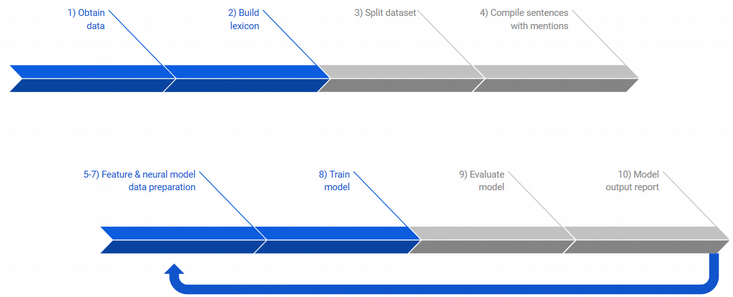 1) Obtain
data
2) Build
lexicon
3) Split dataset
4) Compile sentences
with mentions
5-7) Feature & neural model
data preparation
8) Train
model
9) Evaluate
model
10) Model
output report